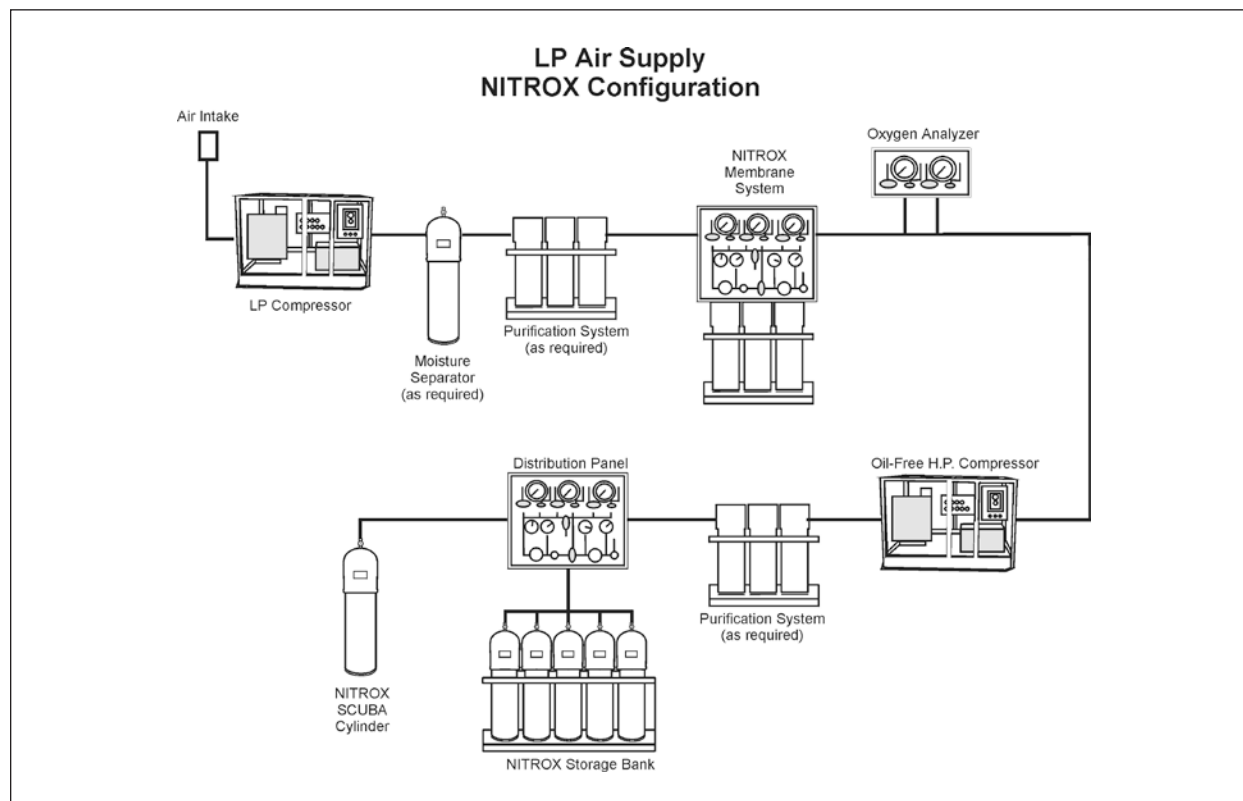 LP Air Supply
NITROX Configuration
Air Intake
LP Compressor
Moisture
Separator
(as required)
Purification System
(as required)
NITROX
Membrane
System
Oxygen Analyzer
Oil-Free H.P. Compressor
Purification System
(as required)
Distribution Panel
NITROX Storage Bank
NITROX
SCUBA
Cylinder